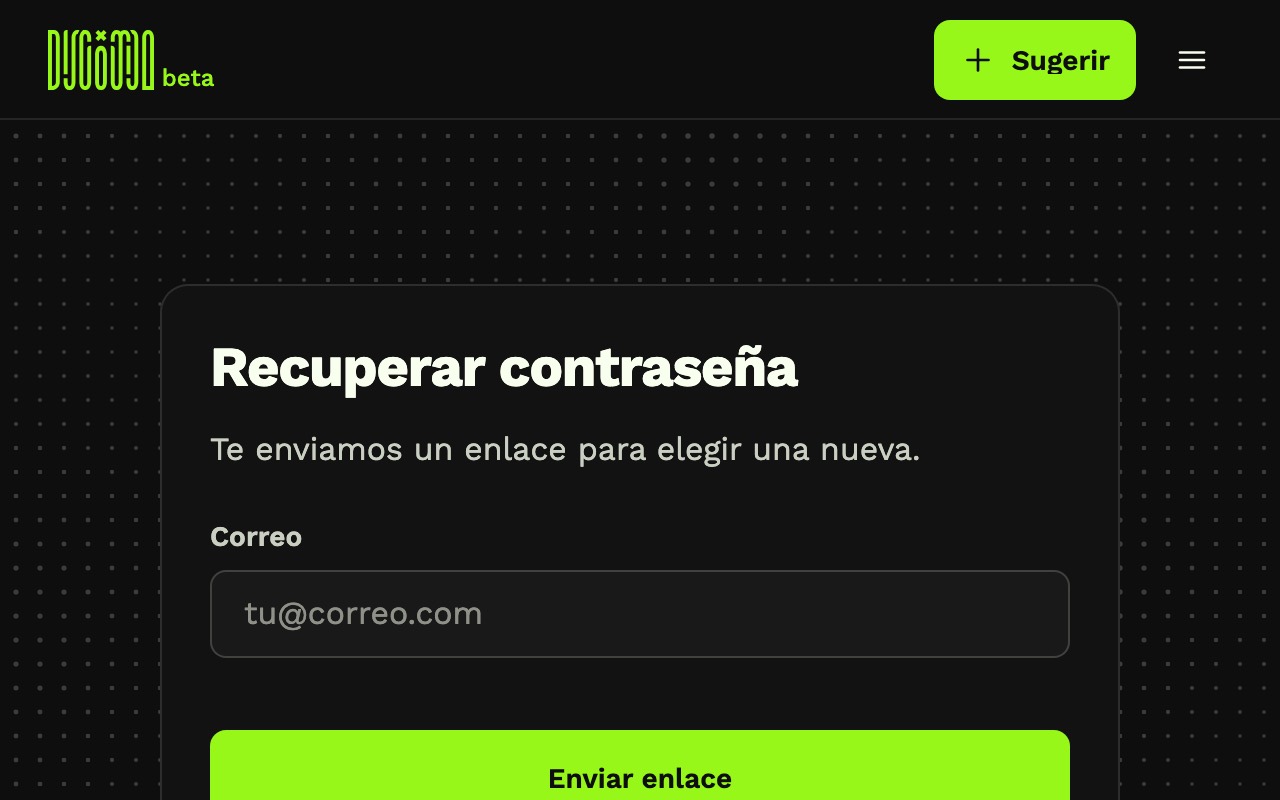 beta
Sugerir
Recuperar contraseña
Te enviamos un enlace para elegir una nueva.
Correo
tu@correo.com
Enviar enlace